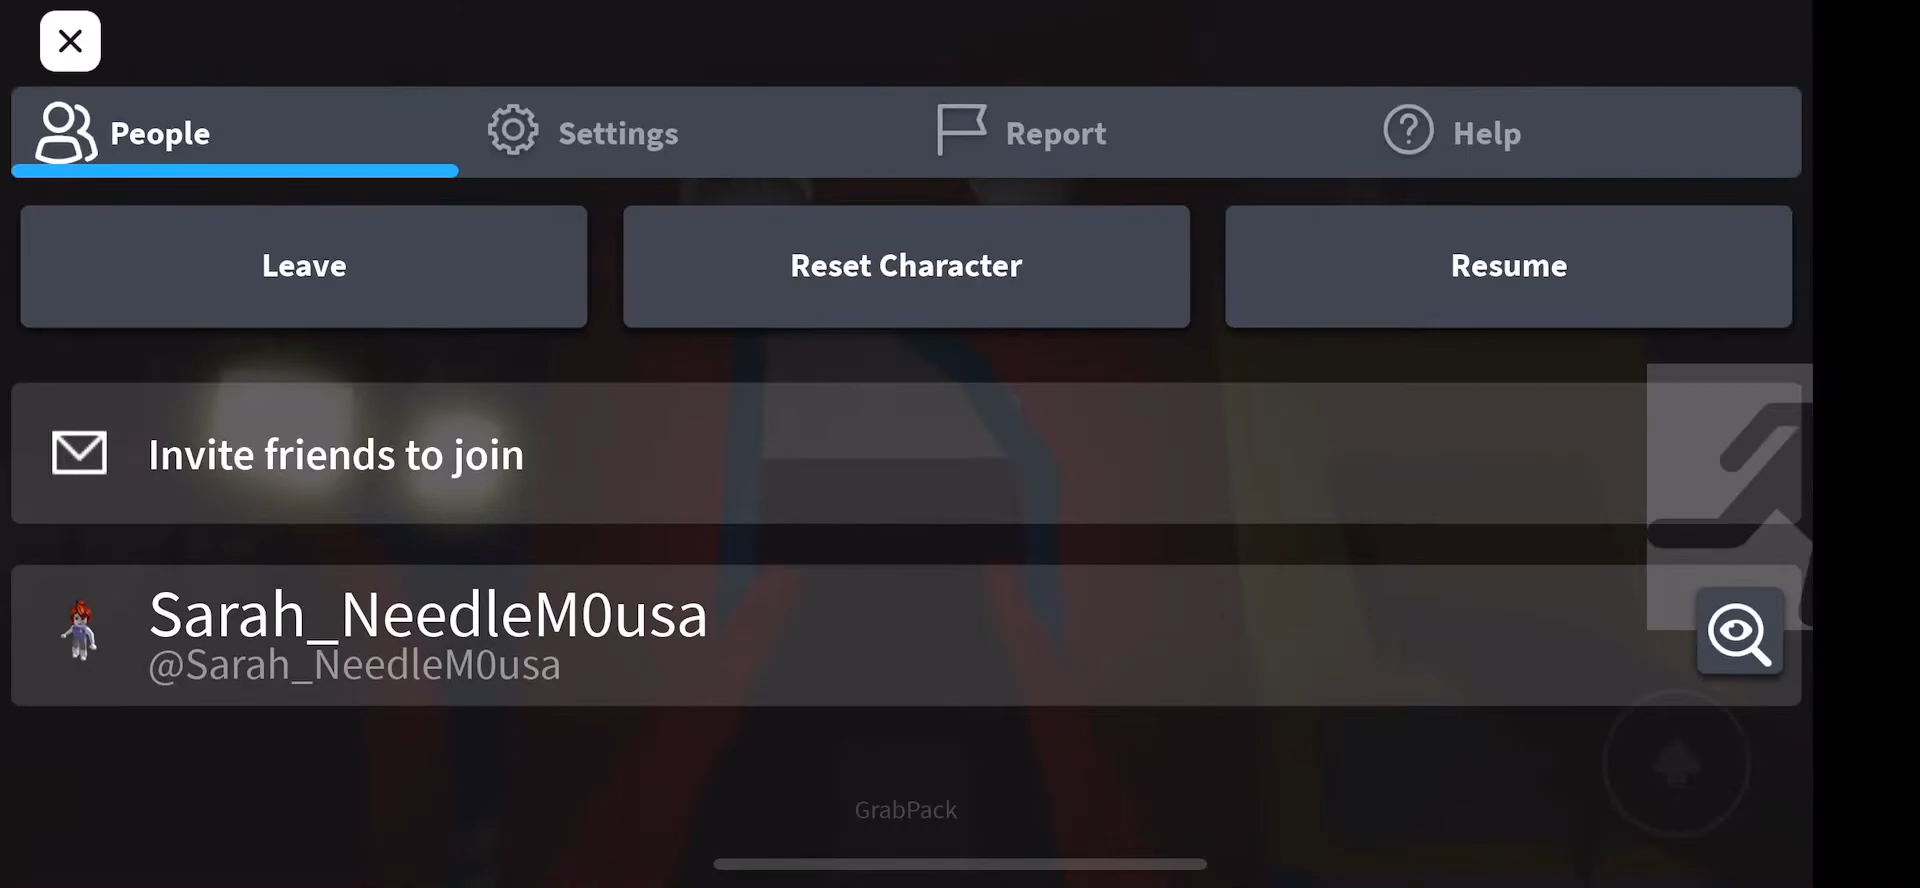 People
Settings
Report
Help
Leave
Reset Character
Resume
Invite friends to join
Sarah_NeedleM0usa
@Sarah_NeedleM0usa
GrabPack